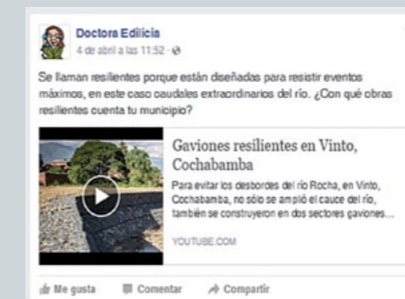 Doctora Edilicia
4 de abril a las 11:52 ·
Se llaman resilientes porque están diseñadas para resistir eventos
máximos, en este caso caudales extraordinarios del río. ¿Con qué obras
resilientes cuenta tu municipio?
Gaviones resilientes en Vinto,
Cochabamba
Para evitar los desbordes del río Rocha, en Vinto,
Cochabamba, no sólo se amplió el cauce del río,
también se construyeron en dos sectores gaviones...
YOUTUBE.COM
Me gusta Comentar Compartir